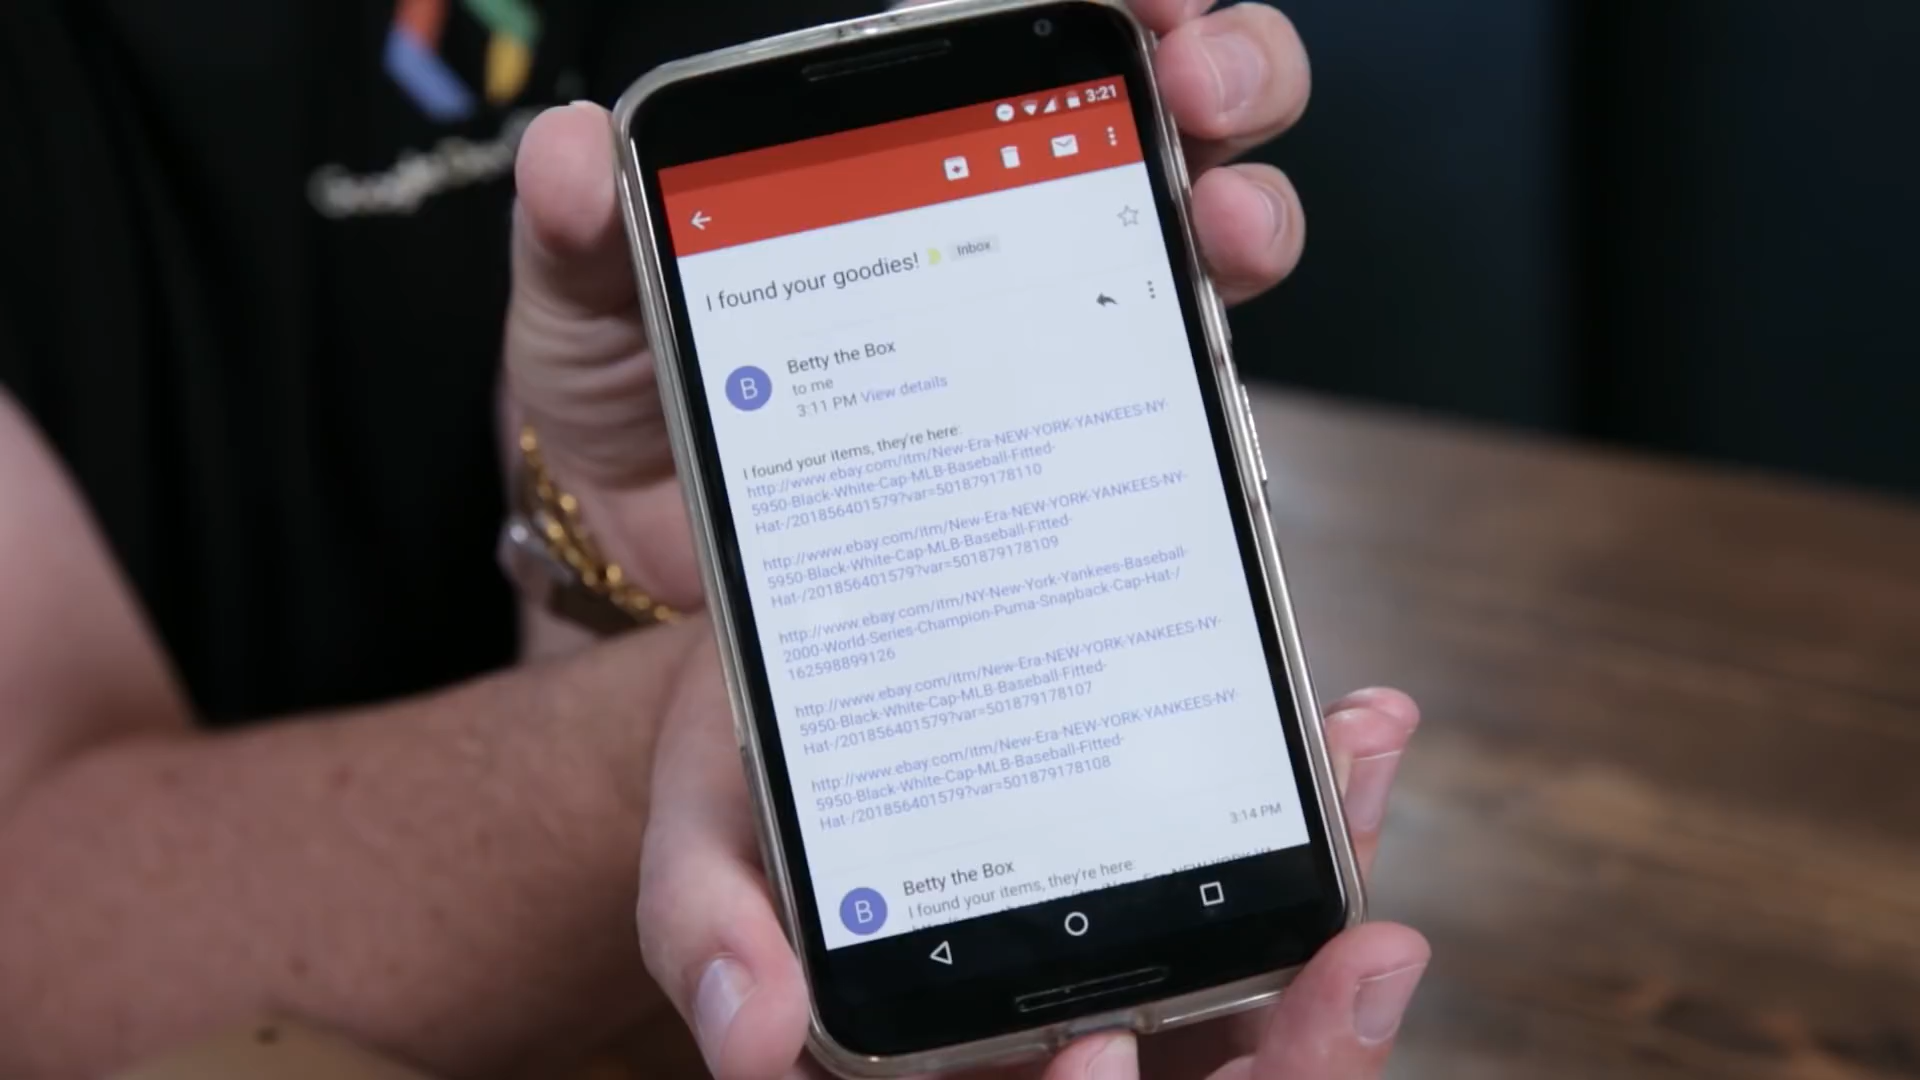 Google
3:21
I found your goodies! Inbox
Betty the Box
to me
3:11 PM View details
I found your items, they're here:
http://www.ebay.com/itm/New-Era-NEW-YORK-YANKEES-NY-
5950-Black-White-Cap-MLB-Baseball-Fitted-
Hat-/201856401579?var=501879178110
http://www.ebay.com/itm/New-Era-NEW-YORK-YANKEES-NY-
5950-Black-White-Cap-MLB-Baseball-Fitted-
Hat-/201856401579?var=501879178109
http://www.ebay.com/itm/NY-New-York-Yankees-Baseball-
2000-World-Series-Champion-Puma-Snapback-Cap-Hat-/
162598899126
http://www.ebay.com/itm/New-Era-NEW-YORK-YANKEES-NY-
5950-Black-White-Cap-MLB-Baseball-Fitted-
Hat-/201856401579?var=501879178107
http://www.ebay.com/itm/New-Era-NEW-YORK-YANKEES-NY-
5950-Black-White-Cap-MLB-Baseball-Fitted-
Hat-/201856401579?var=501879178108
3:14 PM
Betty the Box
I found your items, they're here:
B
B